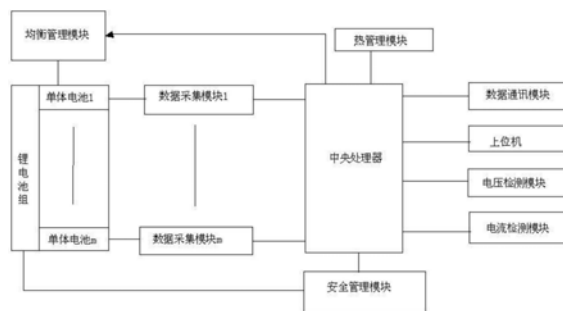 均衡管理模块
热管理模块
单体电池1
数据采集模块1
数据通讯模块
上位机
锂电池组
中央处理器
电压检测模块
单体电池m
数据采集模块m
电流检测模块
安全管理模块